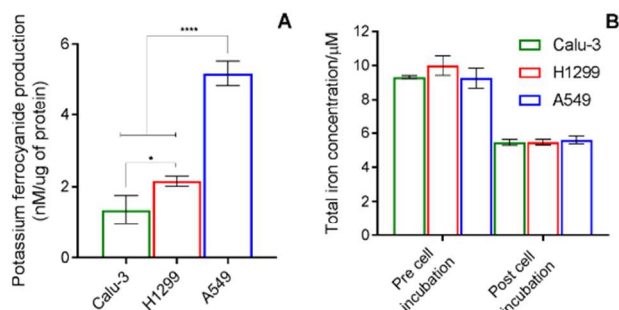 A
****
*
Potassium ferrocyanide production
(nM/ug of protein)
6
4
2
0
Calu-3
H1299
A549
B
Calu-3
H1299
A549
Total iron concentration/μM
12
10
8
6
4
2
0
Pre cell
incubation
Post cell
incubation